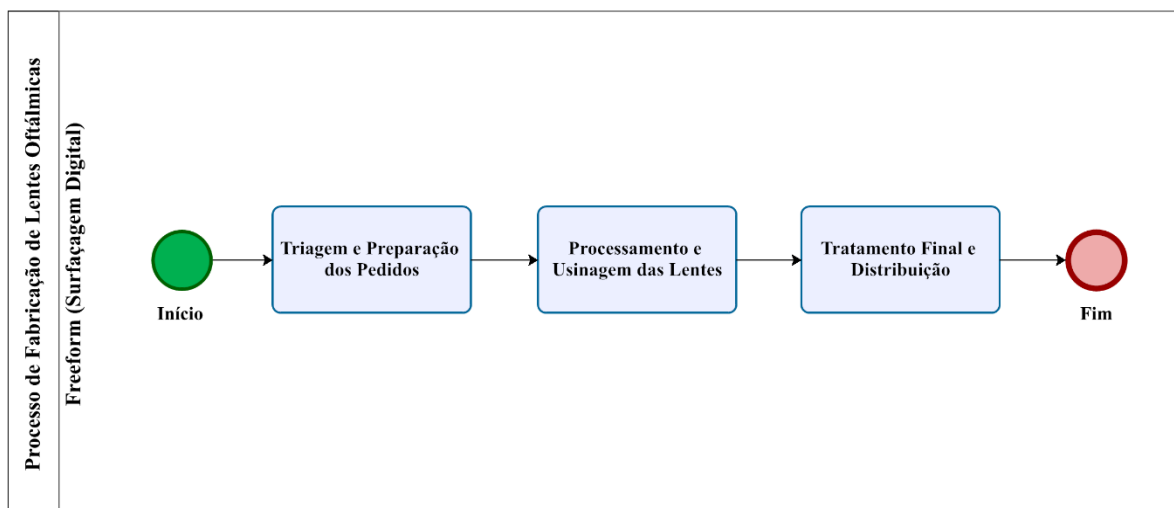 Processo de Fabricação de Lentes Oftálmicas
Freeform (Surfaçagem Digital)
Início
Triagem e Preparação
dos Pedidos
Processamento e
Usinagem das Lentes
Tratamento Final e
Distribuição
Fim